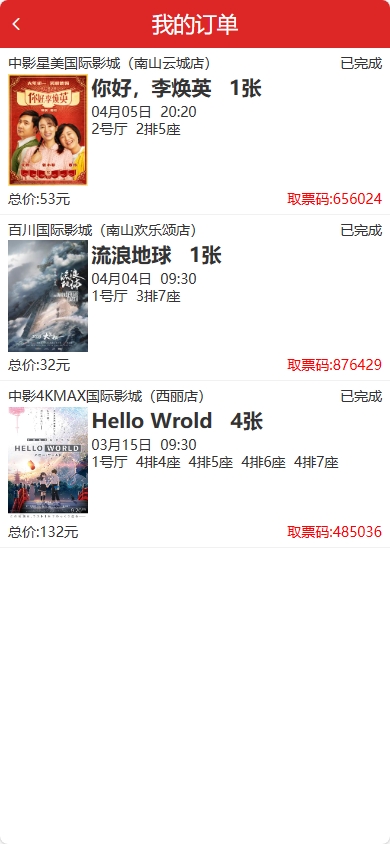 我的订单
中影星美国际影城（南山云城店） 已完成
你好，李焕英 1张
04月05日 20:20
2号厅 2排5座
你好,李焕英
总价:53元 取票码:656024
百川国际影城（南山欢乐颂店） 已完成
流浪地球 1张
04月04日 09:30
1号厅 3排7座
流浪地球
总价:32元 取票码:876429
中影4KMAX国际影城（西丽店） 已完成
Hello Wrold 4张
03月15日 09:30
1号厅 4排4座 4排5座 4排6座 4排7座
HELLO WORLD
总价:132元 取票码:485036